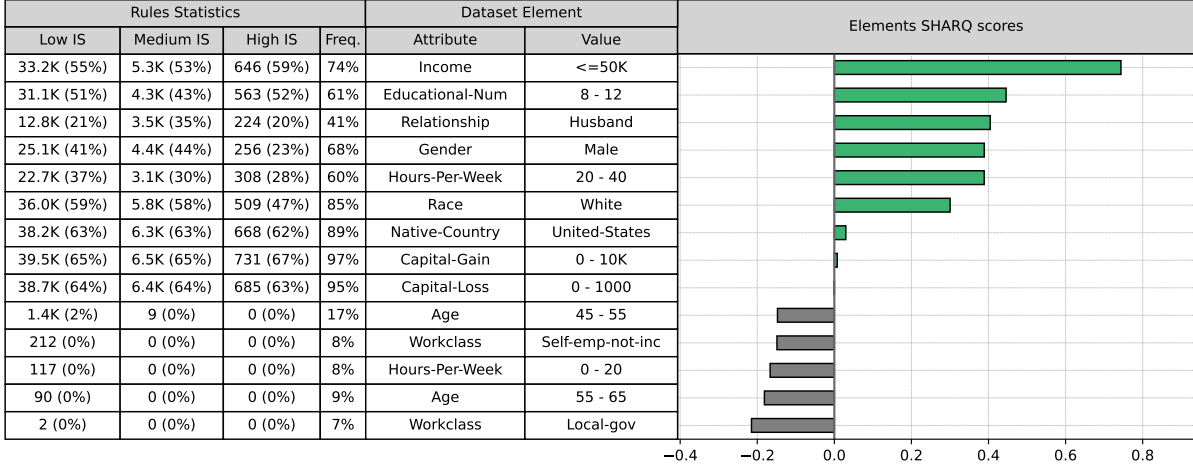 Rules Statistics Dataset Element Elements SHARQ scores
Low IS Medium IS High IS Freq. Attribute Value
33.2K (55%) 5.3K (53%) 646 (59%) 74% Income <=50K
31.1K (51%) 4.3K (43%) 563 (52%) 61% Educational-Num 8 - 12
12.8K (21%) 3.5K (35%) 224 (20%) 41% Relationship Husband
25.1K (41%) 4.4K (44%) 256 (23%) 68% Gender Male
22.7K (37%) 3.1K (30%) 308 (28%) 60% Hours-Per-Week 20 - 40
36.0K (59%) 5.8K (58%) 509 (47%) 85% Race White
38.2K (63%) 6.3K (63%) 668 (62%) 89% Native-Country United-States
39.5K (65%) 6.5K (65%) 731 (67%) 97% Capital-Gain 0 - 10K
38.7K (64%) 6.4K (64%) 685 (63%) 95% Capital-Loss 0 - 1000
1.4K (2%) 9 (0%) 0 (0%) 17% Age 45 - 55
212 (0%) 0 (0%) 0 (0%) 8% Workclass Self-emp-not-inc
117 (0%) 0 (0%) 0 (0%) 8% Hours-Per-Week 0 - 20
90 (0%) 0 (0%) 0 (0%) 9% Age 55 - 65
2 (0%) 0 (0%) 0 (0%) 7% Workclass Local-gov
−0.4 −0.2 0.0 0.2 0.4 0.6 0.8